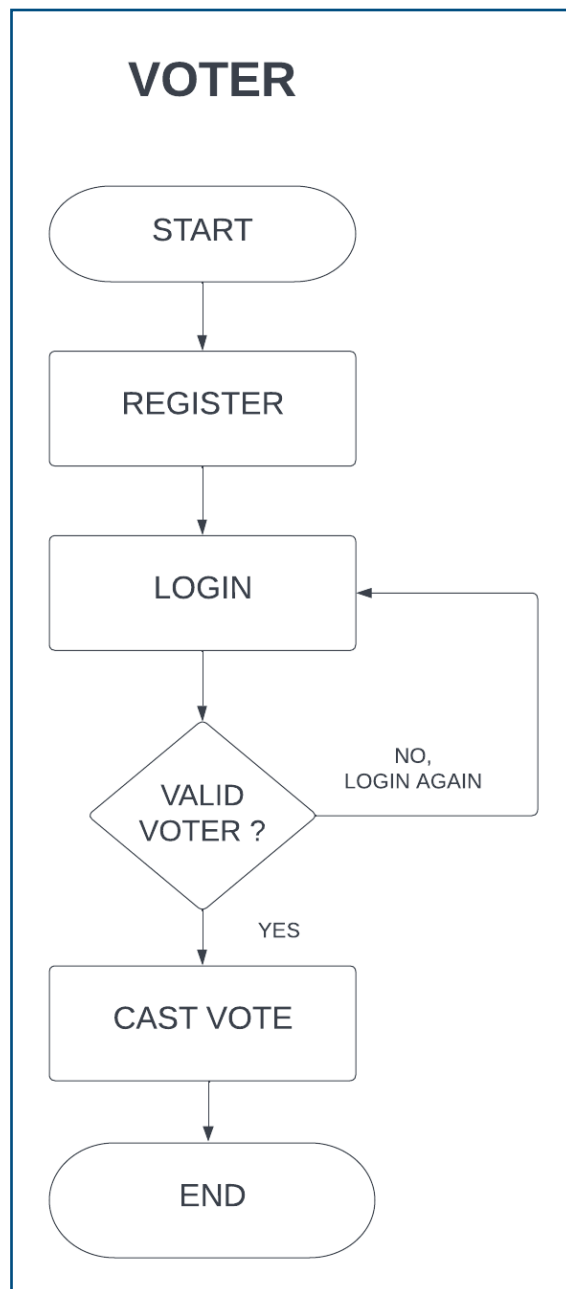 VOTER
START
REGISTER
LOGIN
NO,
LOGIN AGAIN
VALID
VOTER ?
YES
CAST VOTE
END